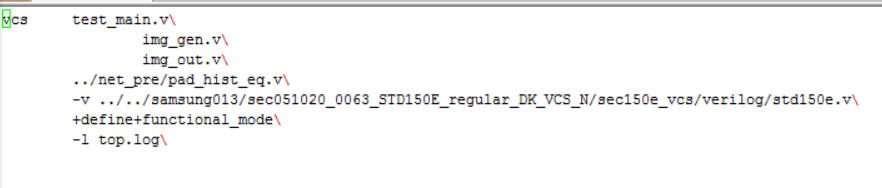 vcs test_main.v\
img_gen.v\
img_out.v\
../net_pre/pad_hist_eq.v\
-v ../../samsung013/sec051020_0063_STD150E_regular_DK_VCS_N/sec150e_vcs/verilog/std150e.v\
+define+functional_mode\
-l top.log\